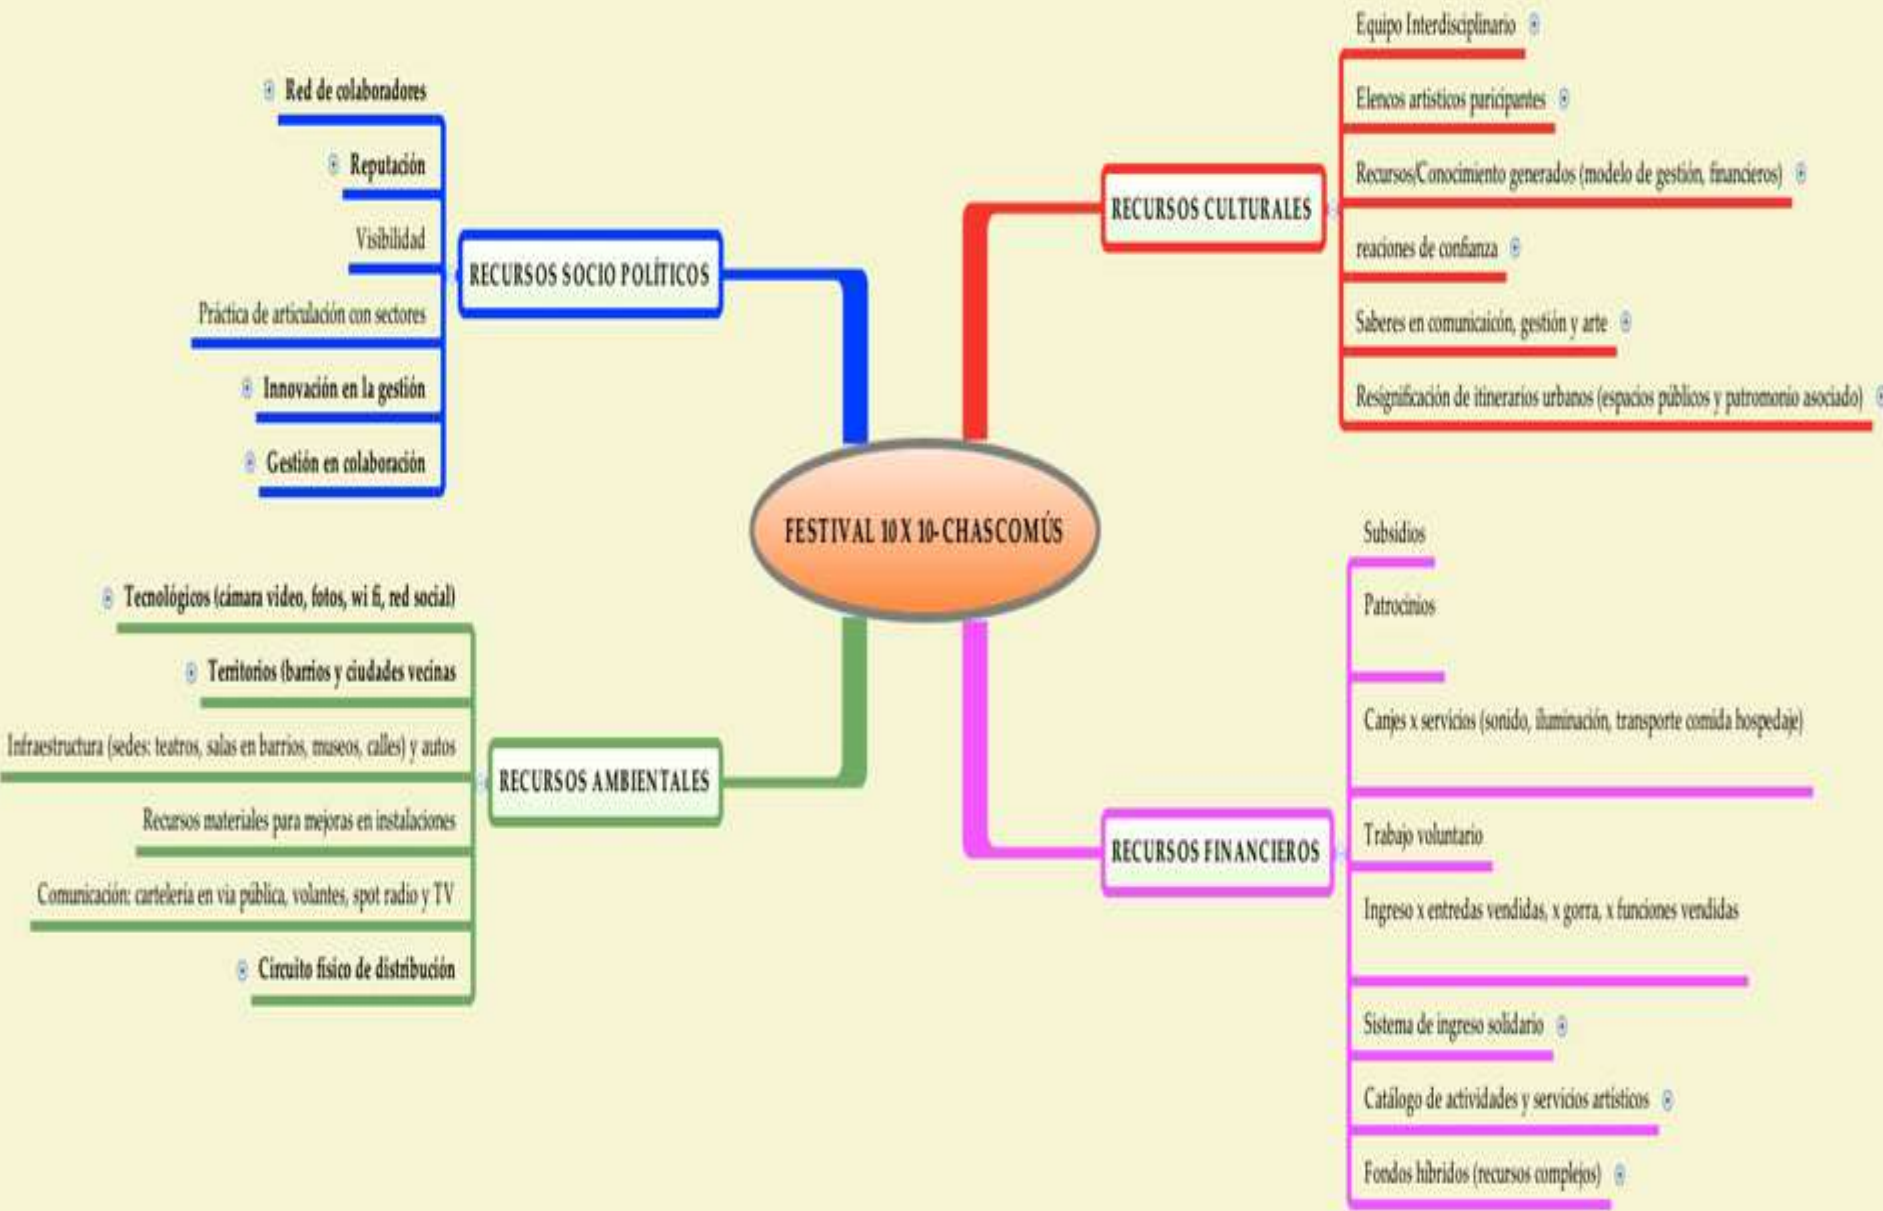 FESTIVAL 10 X 10- CHASCOMÚS
RECURSOS CULTURALES
Equipo Interdisciplinario
Elencos artisticos paricipantes
Recursos/Conocimiento generados (modelo de gestión, financieros)
reaciones de confianza
Saberes en comunicaicón, gestión y arte
Resignificación de itinerarios urbanos (espacios públicos y patromonio asociado)
RECURSOS FINANCIEROS
Subsidios
Patrocinios
Canjes x servicios (sonido, iluminación, transporte comida hospedaje)
Trabajo voluntario
Ingreso x entredas vendidas, x gorra, x funciones vendidas
Sistema de ingreso solidario
Catálogo de actividades y servicios artísticos
Fondos híbridos (recursos complejos)
RECURSOS SOCIO POLÍTICOS
Red de colaboradores
Reputación
Visibilidad
Práctica de articulación con sectores
Innovación en la gestión
Gestión en colaboración
RECURSOS AMBIENTALES
Tecnológicos (cámara video, fotos, wi fi, red social)
Territorios (barrios y ciudades vecinas
Infraestructura (sedes: teatros, salas en barrios, museos, calles) y autos
Recursos materiales para mejoras en instalaciones
Comunicación: cartelería en via pública, volantes, spot radio y TV
Circuito fisico de distribución